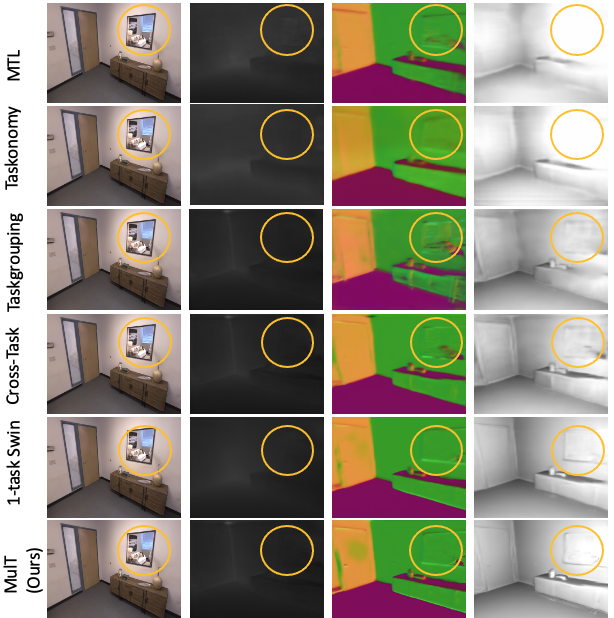 MTL
Taskonomy
Taskgrouping
Cross-Task
1-task Swin
MulT
(Ours)